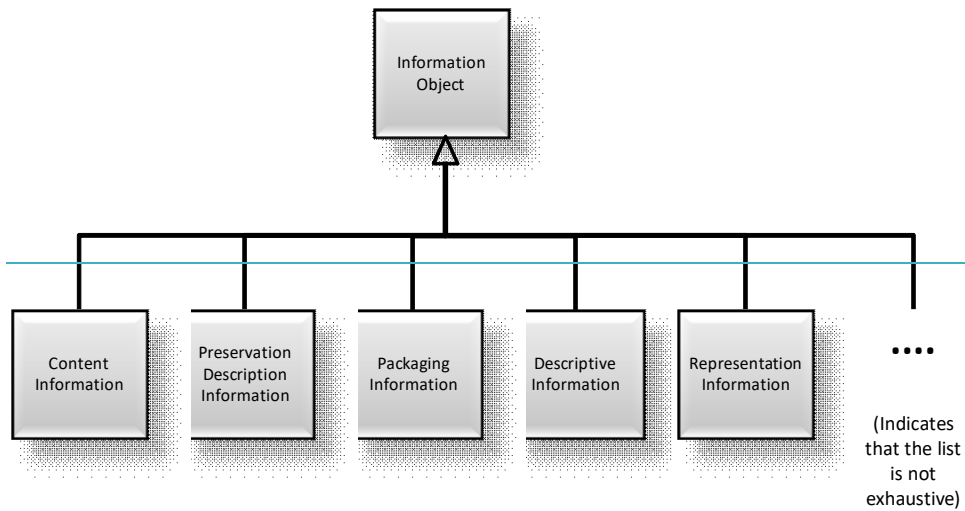 Information
Object
Content
Information
Preservation
Description
Information
Packaging
Information
Descriptive
Information
Representation
Information
....
(Indicates
that the list
is not
exhaustive)